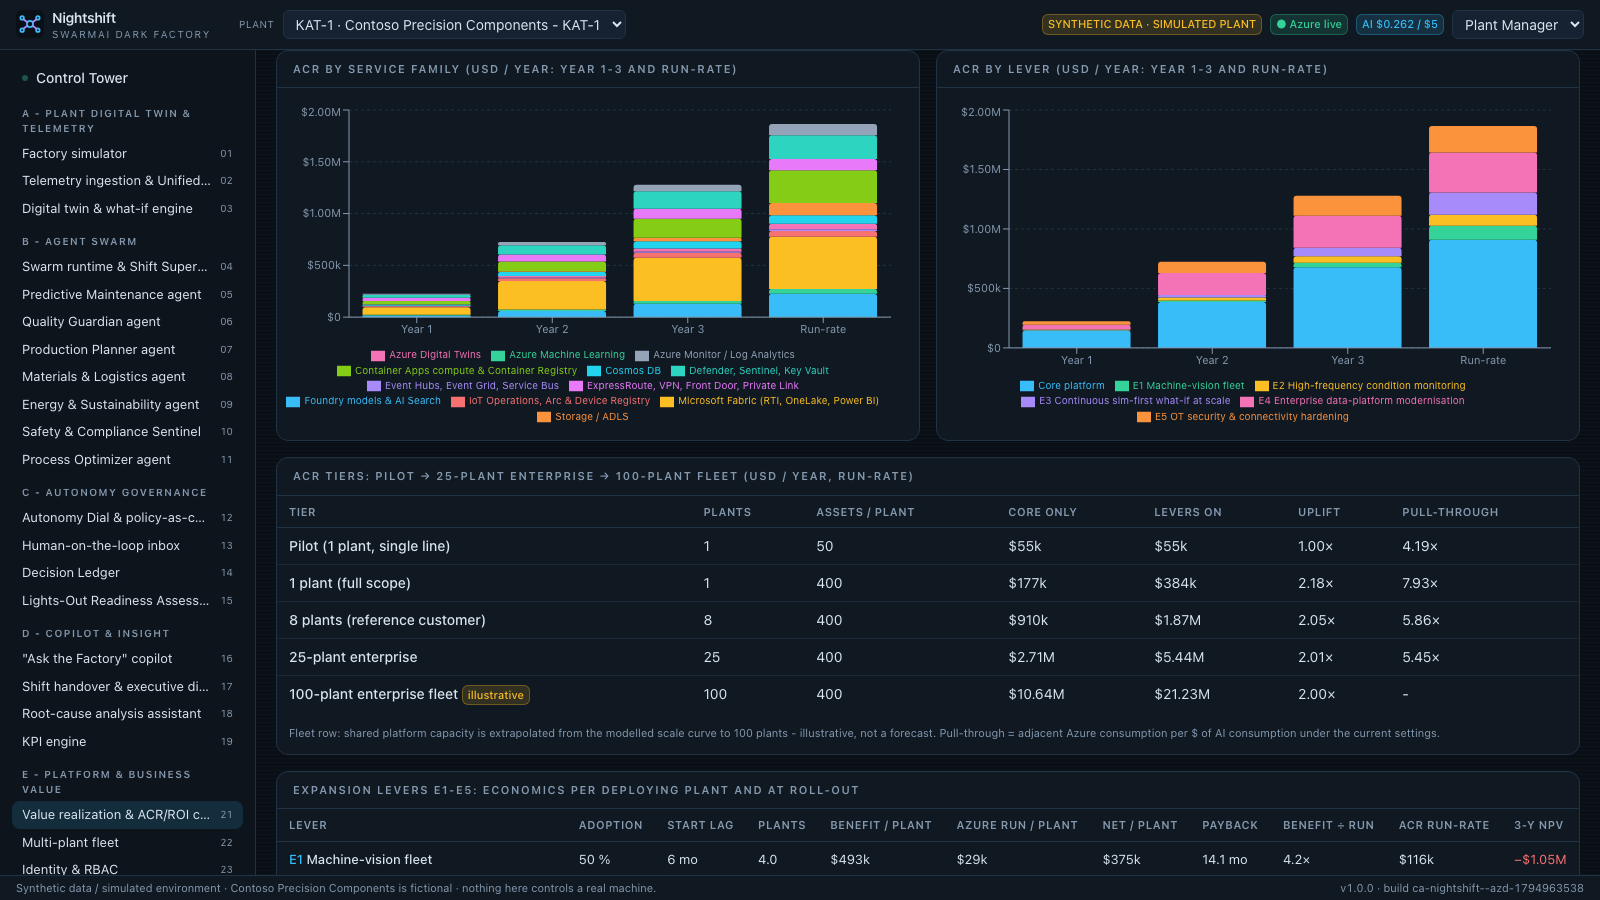 Nightshift
SWARMAI DARK FACTORY
PLANT
KAT-1 · Contoso Precision Components - KAT-1
SYNTHETIC DATA · SIMULATED PLANT
Azure live
AI $0.262 / $5
Plant Manager
Control Tower
A - PLANT DIGITAL TWIN &
TELEMETRY
Factory simulator 01
Telemetry ingestion & Unified... 02
Digital twin & what-if engine 03
B - AGENT SWARM
Swarm runtime & Shift Super... 04
Predictive Maintenance agent 05
Quality Guardian agent 06
Production Planner agent 07
Materials & Logistics agent 08
Energy & Sustainability agent 09
Safety & Compliance Sentinel 10
Process Optimizer agent 11
C - AUTONOMY GOVERNANCE
Autonomy Dial & policy-as-c... 12
Human-on-the-loop inbox 13
Decision Ledger 14
Lights-Out Readiness Assess... 15
D - COPILOT & INSIGHT
"Ask the Factory" copilot 16
Shift handover & executive di... 17
Root-cause analysis assistant 18
KPI engine 19
E - PLATFORM & BUSINESS
VALUE
Value realization & ACR/ROI c... 21
Multi-plant fleet 22
Identity & RBAC 23
ACR BY SERVICE FAMILY (USD / YEAR: YEAR 1-3 AND RUN-RATE)
$2.00M
$1.50M
$1.00M
$500k
$0
Year 1 Year 2 Year 3 Run-rate
Azure Digital Twins Azure Machine Learning Azure Monitor / Log Analytics
Container Apps compute & Container Registry Cosmos DB Defender, Sentinel, Key Vault
Event Hubs, Event Grid, Service Bus ExpressRoute, VPN, Front Door, Private Link
Foundry models & AI Search IoT Operations, Arc & Device Registry Microsoft Fabric (RTI, OneLake, Power BI)
Storage / ADLS
ACR BY LEVER (USD / YEAR: YEAR 1-3 AND RUN-RATE)
$2.00M
$1.50M
$1.00M
$500k
$0
Year 1 Year 2 Year 3 Run-rate
Core platform E1 Machine-vision fleet E2 High-frequency condition monitoring
E3 Continuous sim-first what-if at scale E4 Enterprise data-platform modernisation
E5 OT security & connectivity hardening
ACR TIERS: PILOT → 25-PLANT ENTERPRISE → 100-PLANT FLEET (USD / YEAR, RUN-RATE)
TIER PLANTS ASSETS / PLANT CORE ONLY LEVERS ON UPLIFT PULL-THROUGH
Pilot (1 plant, single line) 1 50 $55k $55k 1.00× 4.19×
1 plant (full scope) 1 400 $177k $384k 2.18× 7.93×
8 plants (reference customer) 8 400 $910k $1.87M 2.05× 5.86×
25-plant enterprise 25 400 $2.71M $5.44M 2.01× 5.45×
100-plant enterprise fleet illustrative 100 400 $10.64M $21.23M 2.00× -
Fleet row: shared platform capacity is extrapolated from the modelled scale curve to 100 plants - illustrative, not a forecast. Pull-through = adjacent Azure consumption per $ of AI consumption under the current settings.
EXPANSION LEVERS E1-E5: ECONOMICS PER DEPLOYING PLANT AND AT ROLL-OUT
LEVER ADOPTION START LAG PLANTS BENEFIT / PLANT AZURE RUN / PLANT NET / PLANT PAYBACK BENEFIT ÷ RUN ACR RUN-RATE 3-Y NPV
E1 Machine-vision fleet 50 % 6 mo 4.0 $493k $29k $375k 14.1 mo 4.2× $116k −$1.05M
Synthetic data / simulated environment · Contoso Precision Components is fictional · nothing here controls a real machine.
v1.0.0 · build ca-nightshift--azd-1794963538